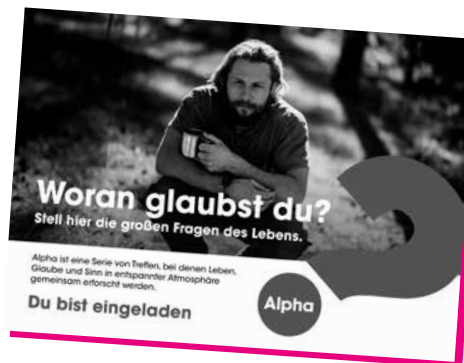 Woran glaubst du?
Stell hier die großen Fragen des Lebens.
Alpha ist eine Serie von Treffen, bei denen Leben,
Glaube und Sinn in entspannter Atmosphäre
gemeinsam erforscht werden.
Du bist eingeladen
Alpha